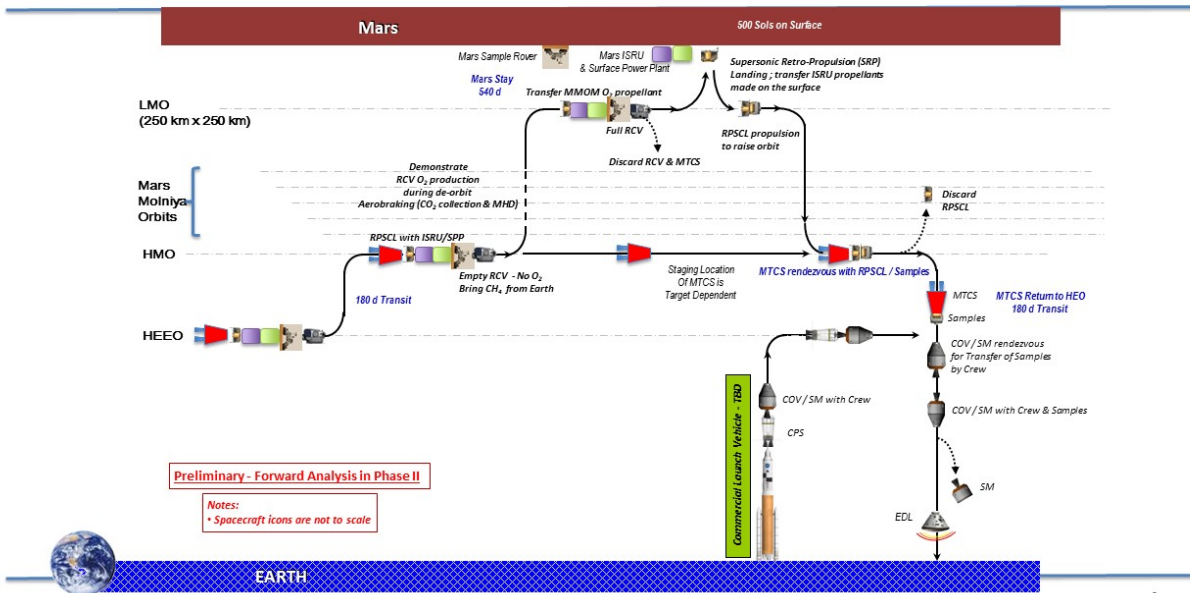 Mars
500 Sols on Surface
Mars Sample Rover
Mars ISRU
& Surface Power Plant
Supersonic Retro-Propulsion (SRP)
Landing ; transfer ISRU propellants
made on the surface
Mars Stay
540 d
Transfer MMOM O₂ propellant
LMO
(250 km x 250 km)
Full RCV
RPSCL propulsion
to raise orbit
Discard RCV & MTCS
Demonstrate
RCV O₂ production
during de-orbit
Aerobraking (CO₂ collection & MHD)
Mars
Molniya
Orbits
Discard
RPSCL
RPSCL with ISRU/SPP
HMO
Empty RCV - No O₂
Bring CH₄ from Earth
Staging Location
Of MTCS is
Target Dependent
MTCS rendezvous with RPSCL / Samples
180 d Transit
MTCS
Samples
MTCS Return to HEO
180 d Transit
HEEO
COV / SM rendezvous
for Transfer of Samples
by Crew
Commercial Launch Vehicle - TBD
COV / SM with Crew
COV / SM with Crew & Samples
CPS
Preliminary - Forward Analysis in Phase II
SM
Notes:
• Spacecraft icons are not to scale
EDL
EARTH